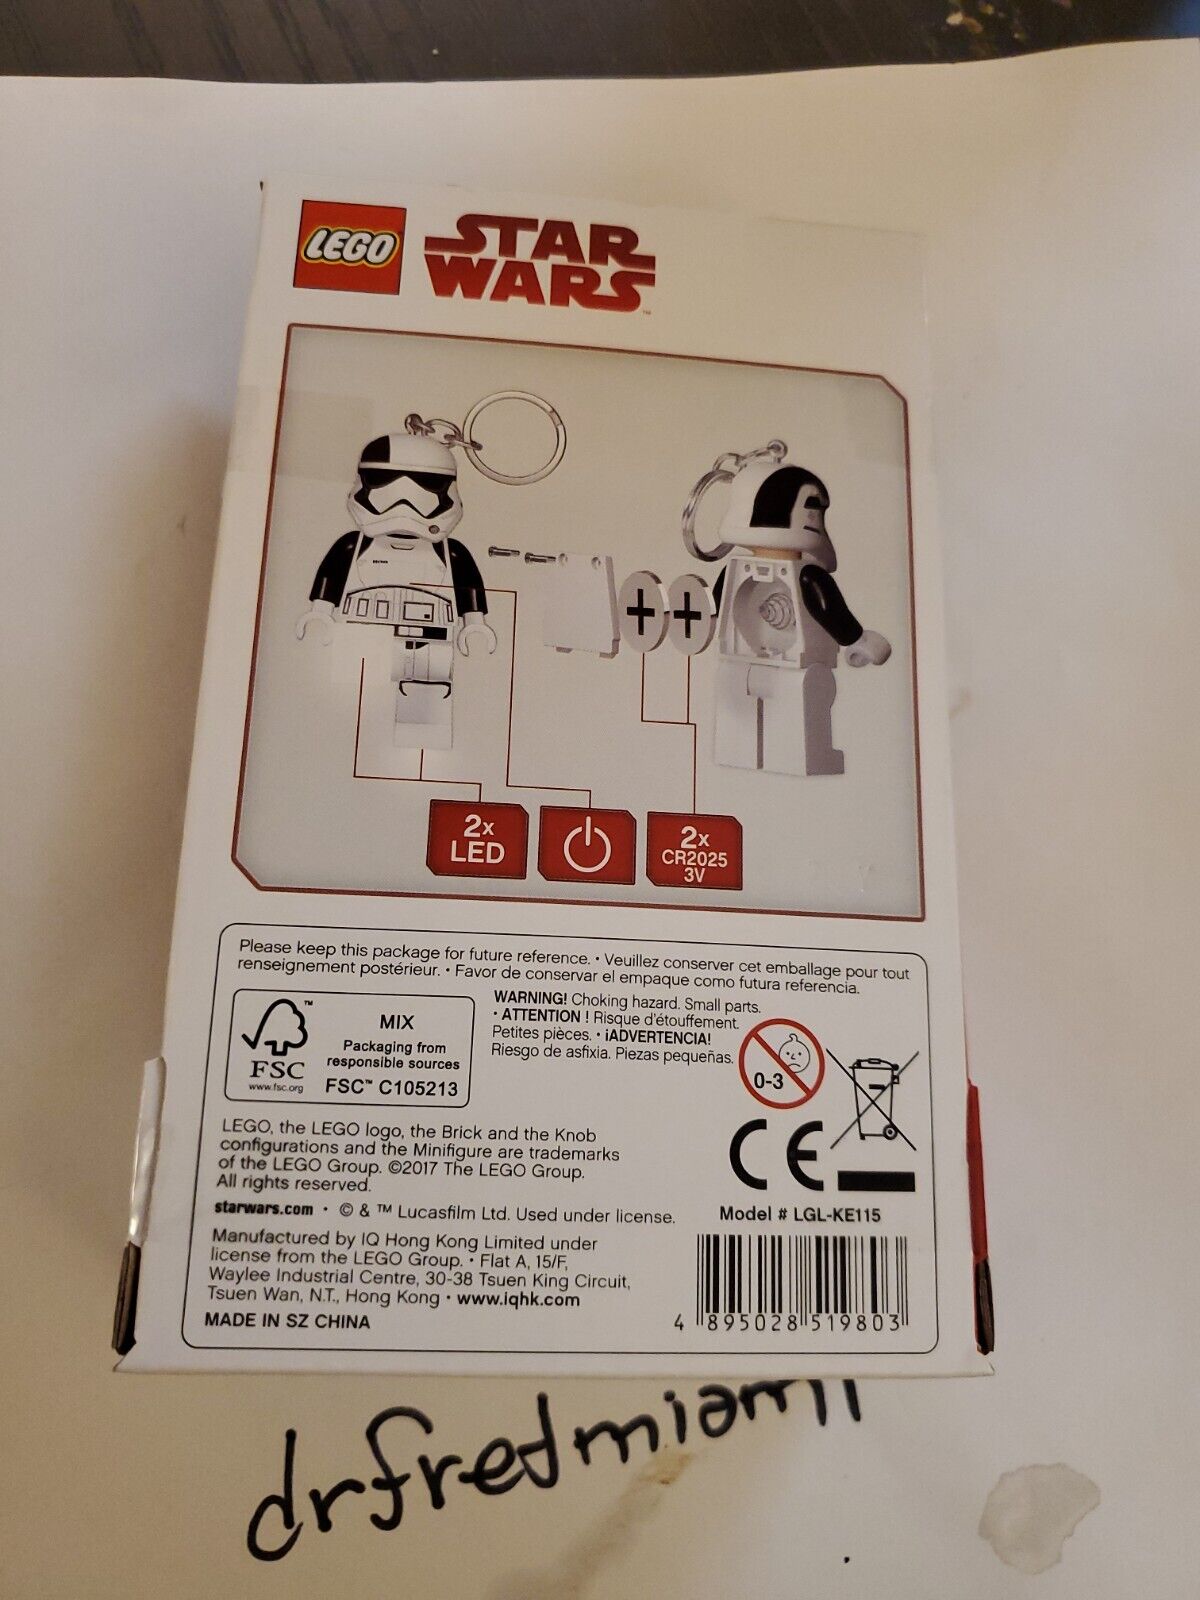 LEGO
STAR
WARS™
2x
LED
2x
CR2025
3V
Please keep this package for future reference. • Veuillez conserver cet emballage pour tout
renseignement postérieur. • Favor de conservar el empaque como futura referencia.
FSC
www.fsc.org
™
MIX
Packaging from
responsible sources
FSC™ C105213
WARNING! Choking hazard. Small parts.
• ATTENTION ! Risque d'étouffement.
Petites pièces. • ¡ADVERTENCIA!
Riesgo de asfixia. Piezas pequeñas.
0-3
CE
LEGO, the LEGO logo, the Brick and the Knob
configurations and the Minifigure are trademarks
of the LEGO Group. ©2017 The LEGO Group.
All rights reserved.
starwars.com • © & ™ Lucasfilm Ltd. Used under license.
Manufactured by IQ Hong Kong Limited under
license from the LEGO Group. • Flat A, 15/F,
Waylee Industrial Centre, 30-38 Tsuen King Circuit,
Tsuen Wan, N.T., Hong Kong • www.iqhk.com
MADE IN SZ CHINA
Model # LGL-KE115
4 895028 519803
drfredmiami